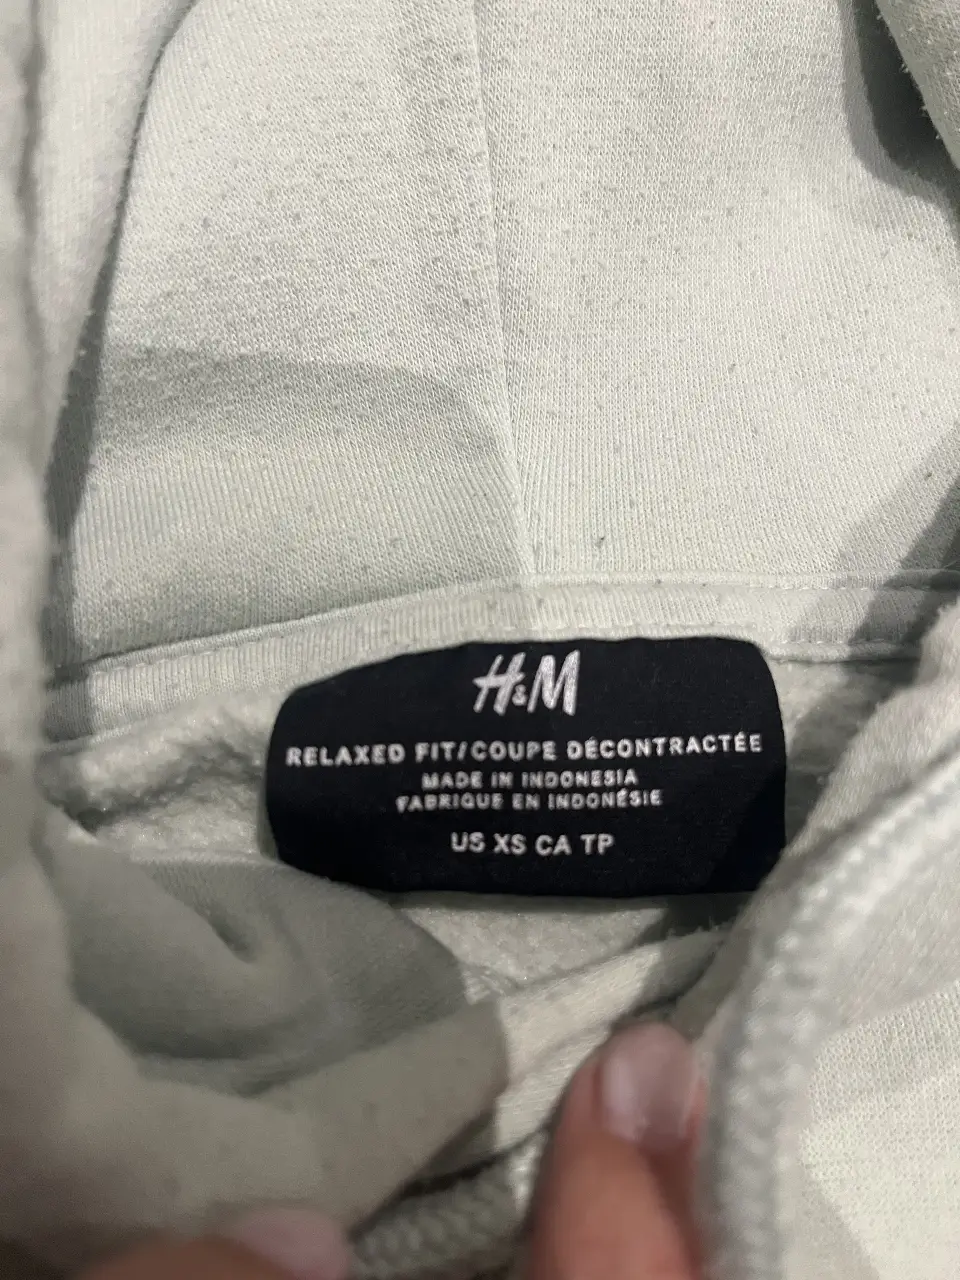 H&M
RELAXED FIT/COUPE DÉCONTRACTÉE
MADE IN INDONESIA
FABRIQUE EN INDONÉSIE
US XS CA TP